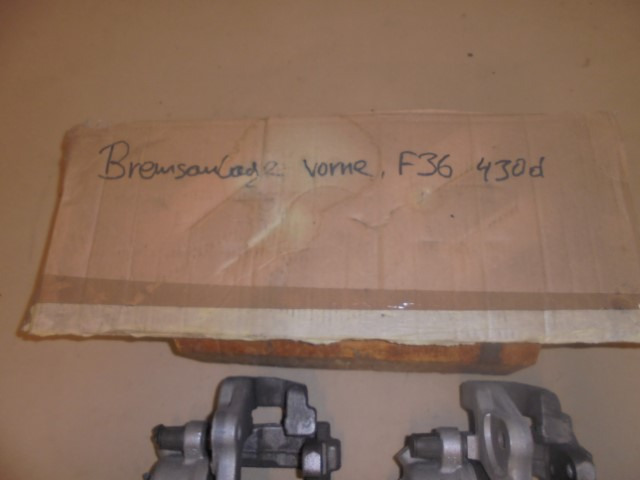 Bremsanlage vorne, F36 430d